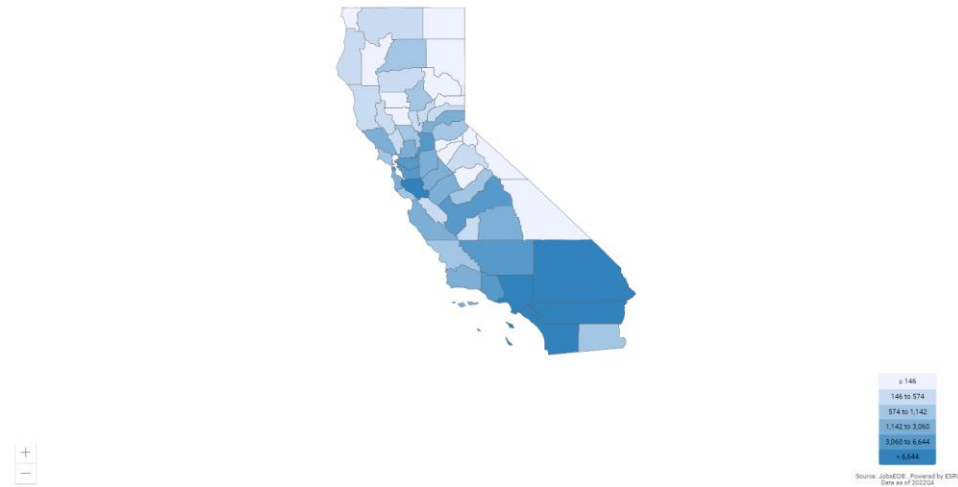 ≤ 146
146 to 574
574 to 1,142
1,142 to 3,060
3,060 to 6,644
> 6,644
Source: JobsEQ®, Powered by ESRI
Data as of 2022Q4
+
−